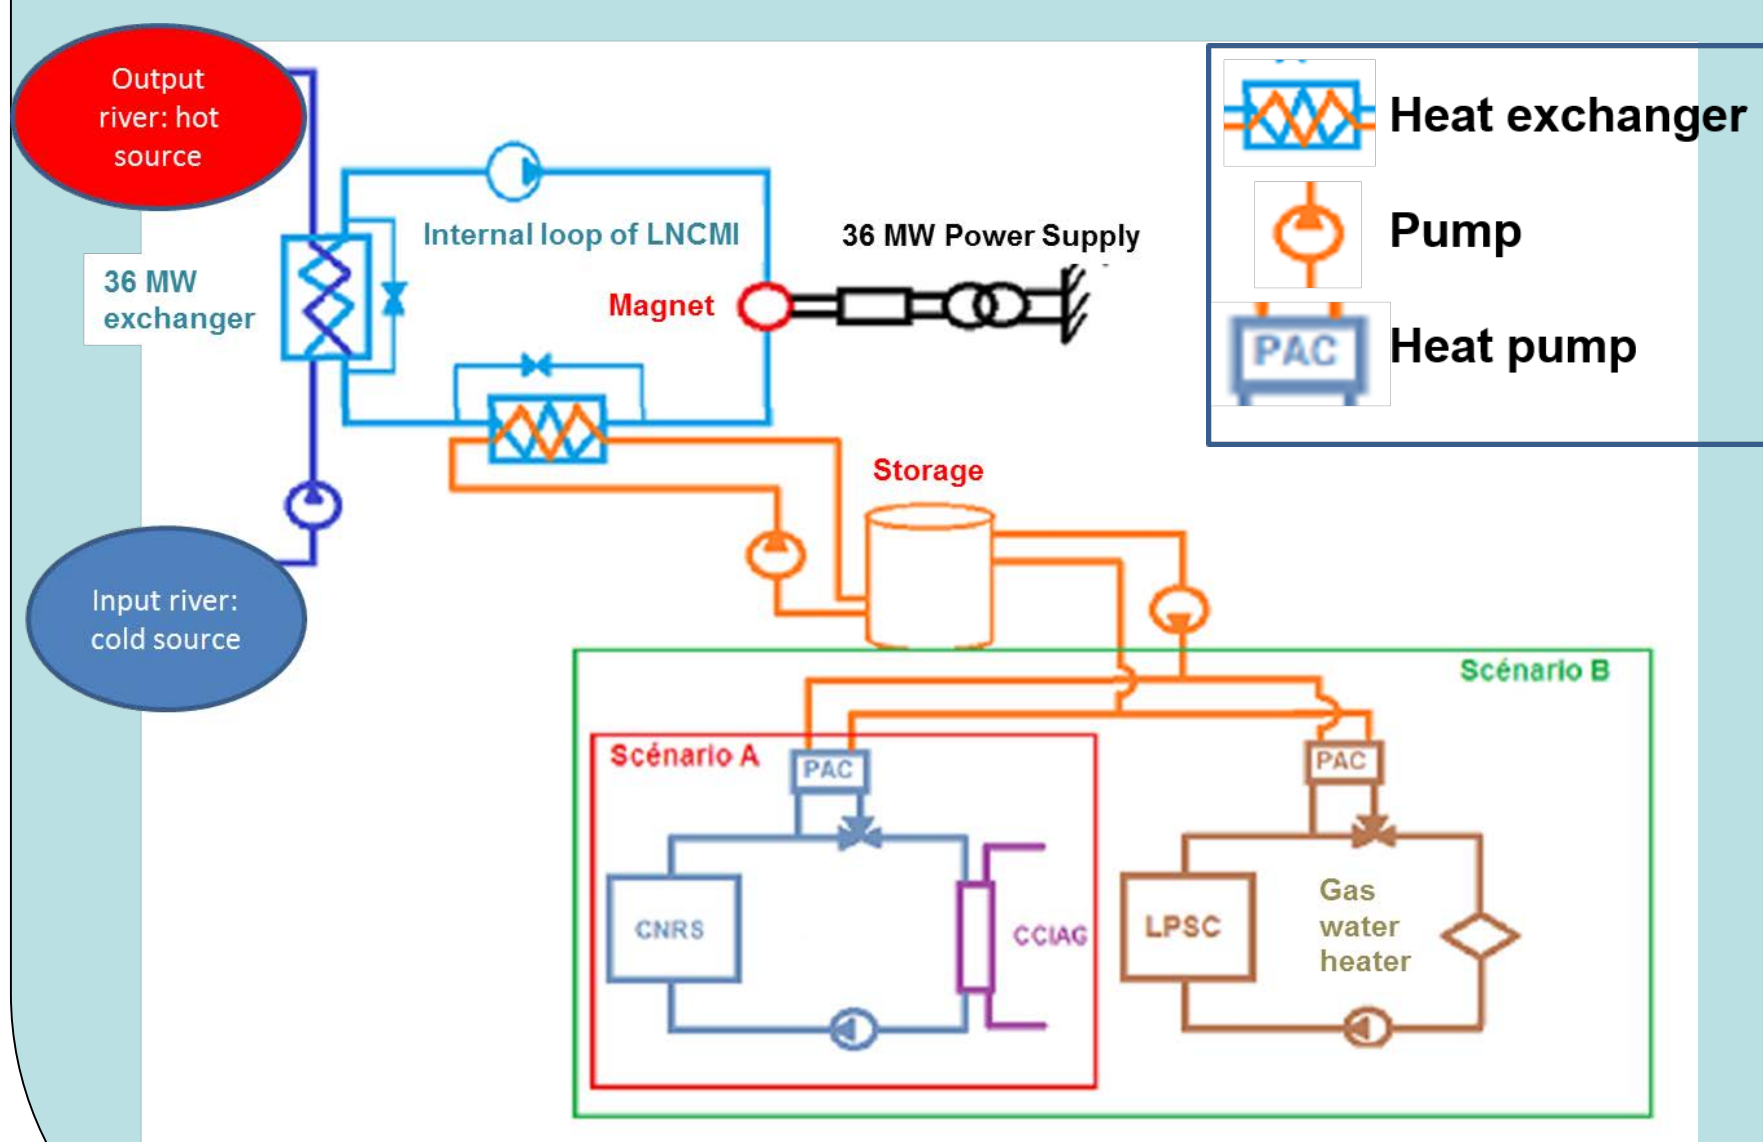 Output
river: hot
source
Heat exchanger
Pump
PAC
Heat pump
Internal loop of LNCMI
36 MW Power Supply
36 MW
exchanger
Magnet
Storage
Input river:
cold source
Scénario B
Scénario A
PAC
PAC
CNRS
CCIAG
LPSC
Gas
water
heater